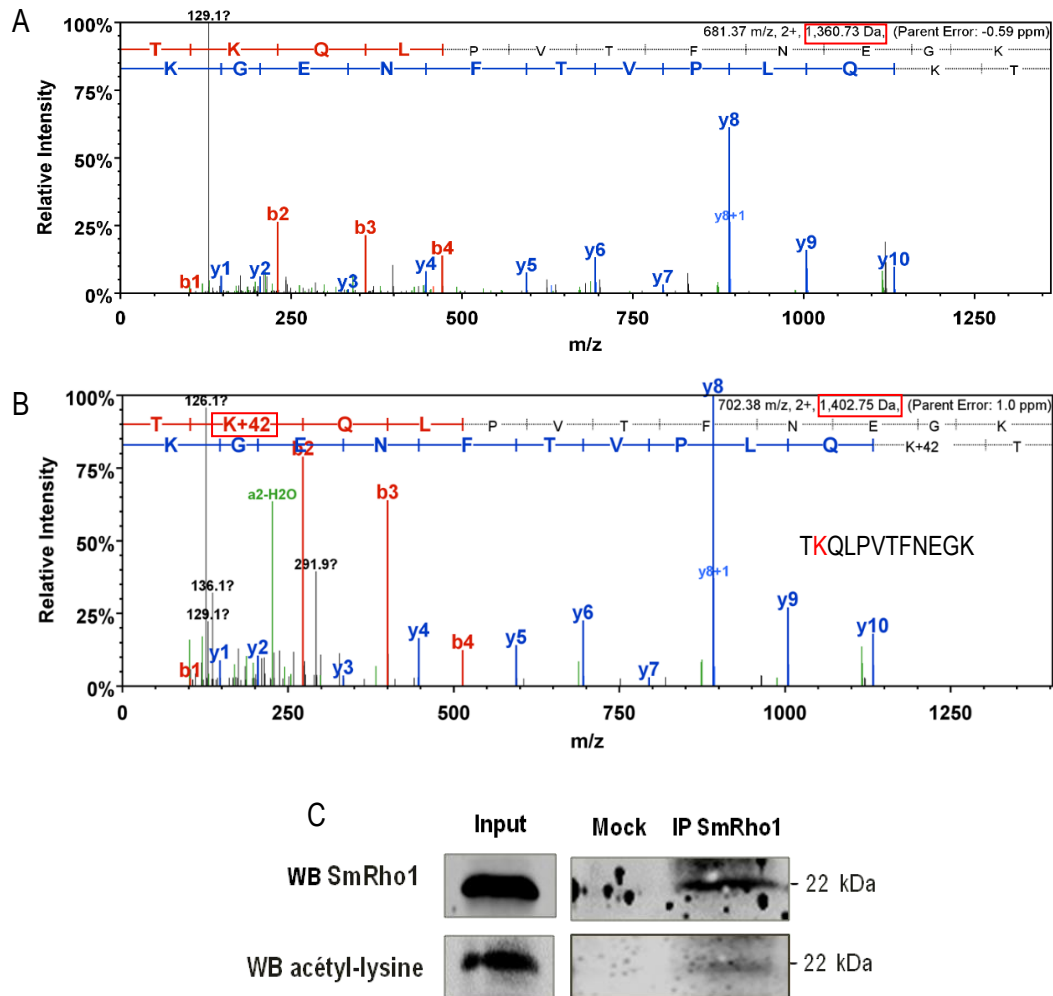 A
129.1?
681.37 m/z, 2+, 1,360.73 Da, (Parent Error: -0.59 ppm)
T K Q L P V T F N E G K
K G E N F T V P L Q K T
100%
75%
50%
25%
0%
Relative Intensity
b1 y1 b2 y2 y3 b3 y4 b4 y5 y6 y7 y8 y8+1 y9 y10
0 250 500 750 1000 1250
m/z
B
126.1?
y8
702.38 m/z, 2+, 1,402.75 Da, (Parent Error: 1.0 ppm)
T K+42 Q L P V T F N E G K
K G E N F T V P L Q K+42 T
100%
75%
50%
25%
0%
Relative Intensity
b2
a2-H2O
b3
TKQLPVTFNEGK
136.1?
291.9?
y8+1
129.1?
b1 y1 y2 y3 y4 b4 y5 y6 y7 y9 y10
0 250 500 750 1000 1250
m/z
C
Input Mock IP SmRho1
WB SmRho1
- 22 kDa
WB acétyl-lysine
- 22 kDa